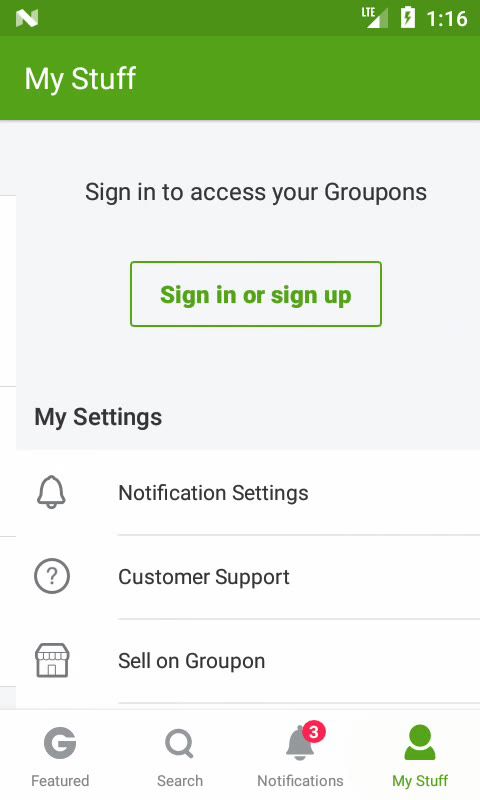 LTE 1:16
My Stuff
Sign in to access your Groupons
Sign in or sign up
My Settings
Notification Settings
? Customer Support
Sell on Groupon
3
Featured Search Notifications My Stuff